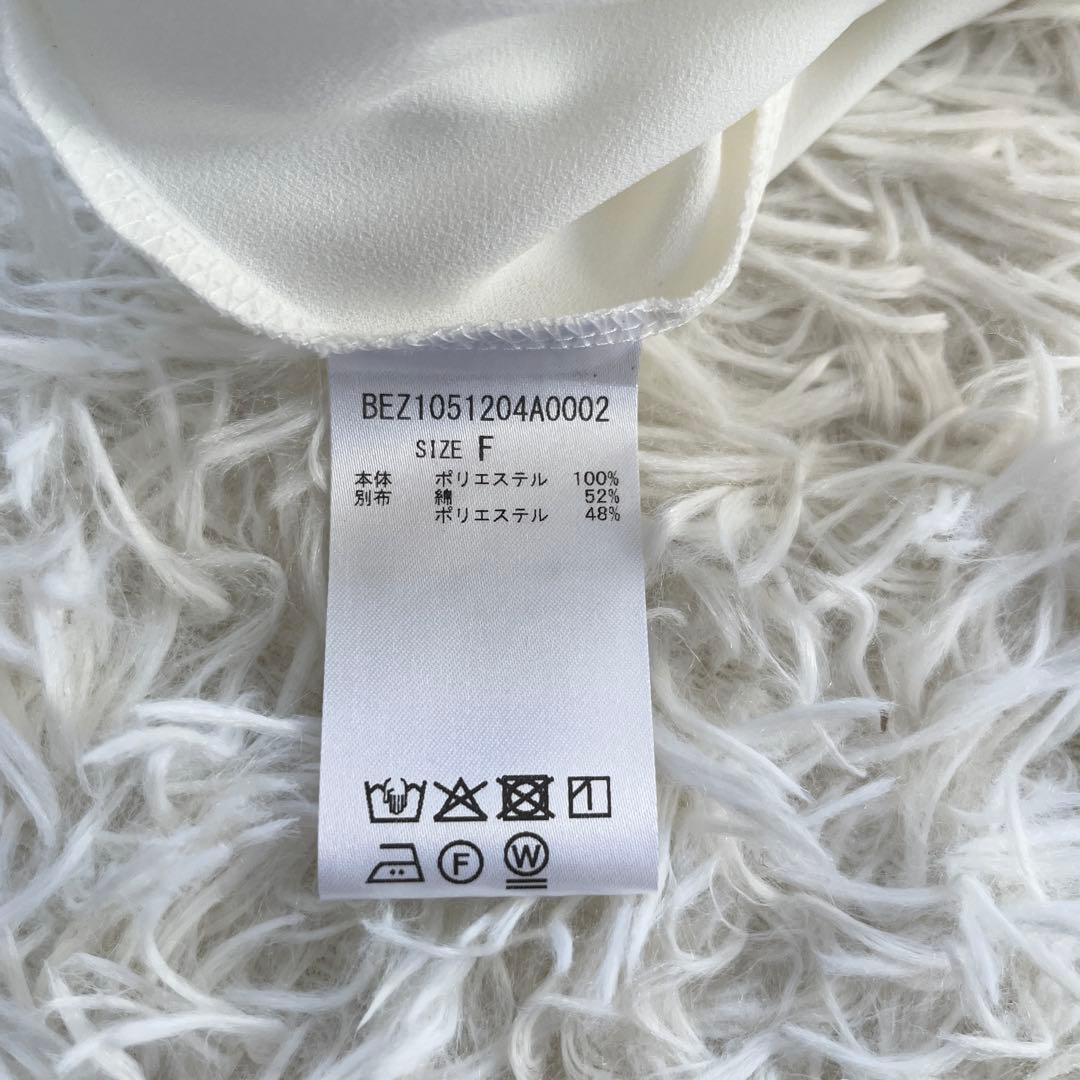 BEZ1051204A0002
SIZE F
本体 ポリエステル 100%
別布 綿 52%
ポリエステル 48%
F W